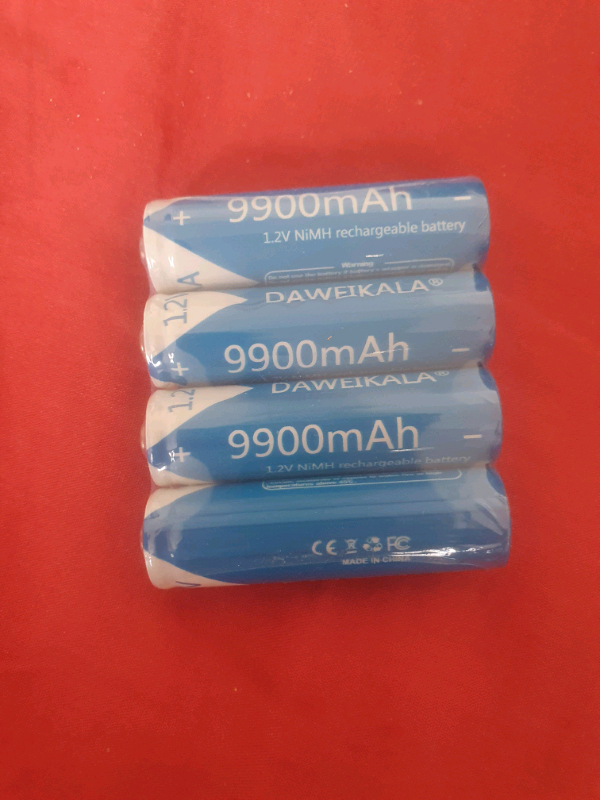 + 9900mAh −
1.2V NiMH rechargeable battery
Warning:
DAWEIKALA®
+ 9900mAh −
DAWEIKALA®
+ 9900mAh −
1.2V NiMH rechargeable battery
CE FC
MADE IN CHINA